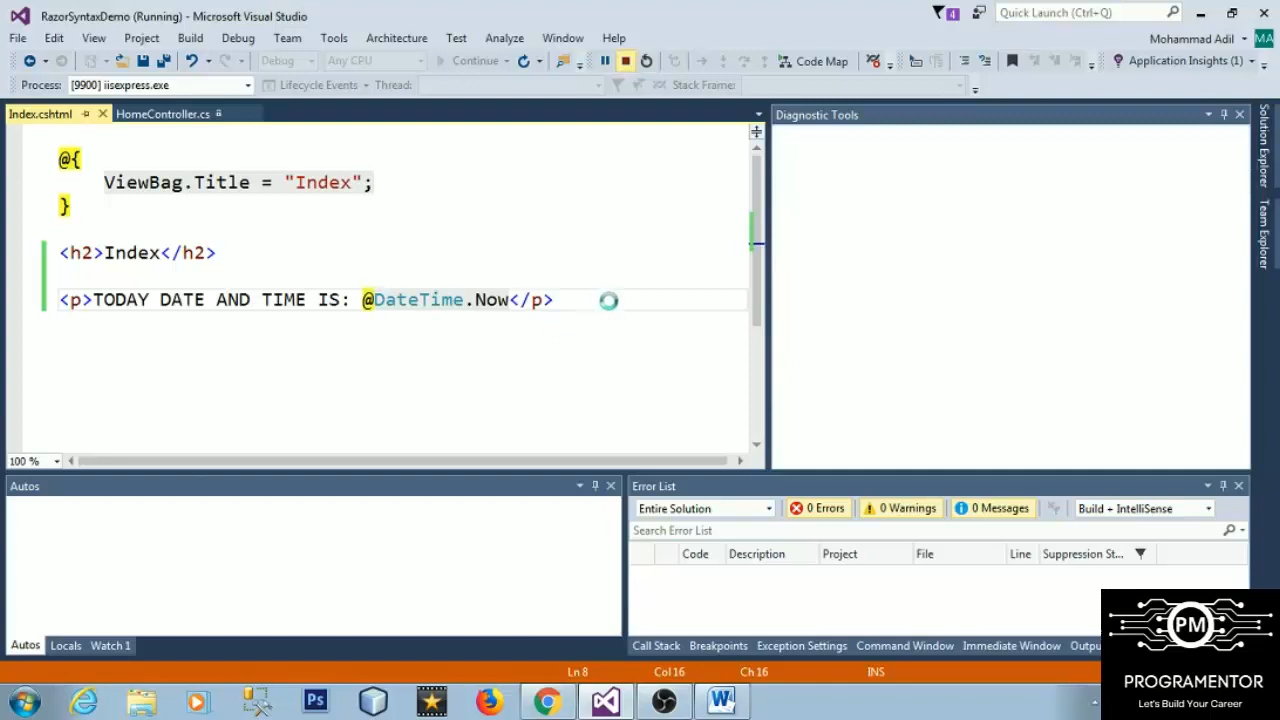 RazorSyntaxDemo (Running) - Microsoft Visual Studio
4
Quick Launch (Ctrl+Q)
File Edit View Project Build Debug Team Tools Architecture Test Analyze Window Help
Mohammad Adil MA
Debug Any CPU Continue Code Map Application Insights (1)
Process: [9900] iisexpress.exe Lifecycle Events Thread: Stack Frame:
Index.cshtml HomeController.cs
Diagnostic Tools
Solution Explorer
Team Explorer
@{
ViewBag.Title = "Index";
}
<h2>Index</h2>
<p>TODAY DATE AND TIME IS: @DateTime.Now</p>
100 %
Autos
Error List
Entire Solution 0 Errors 0 Warnings 0 Messages Build + IntelliSense
Search Error List
Code Description Project File Line Suppression St...
Autos Locals Watch 1
Call Stack Breakpoints Exception Settings Command Window Immediate Window Outpu
Ln 8 Col 16 Ch 16 INS
Ps
W
PM
PROGRAMENTOR
Let's Build Your Career